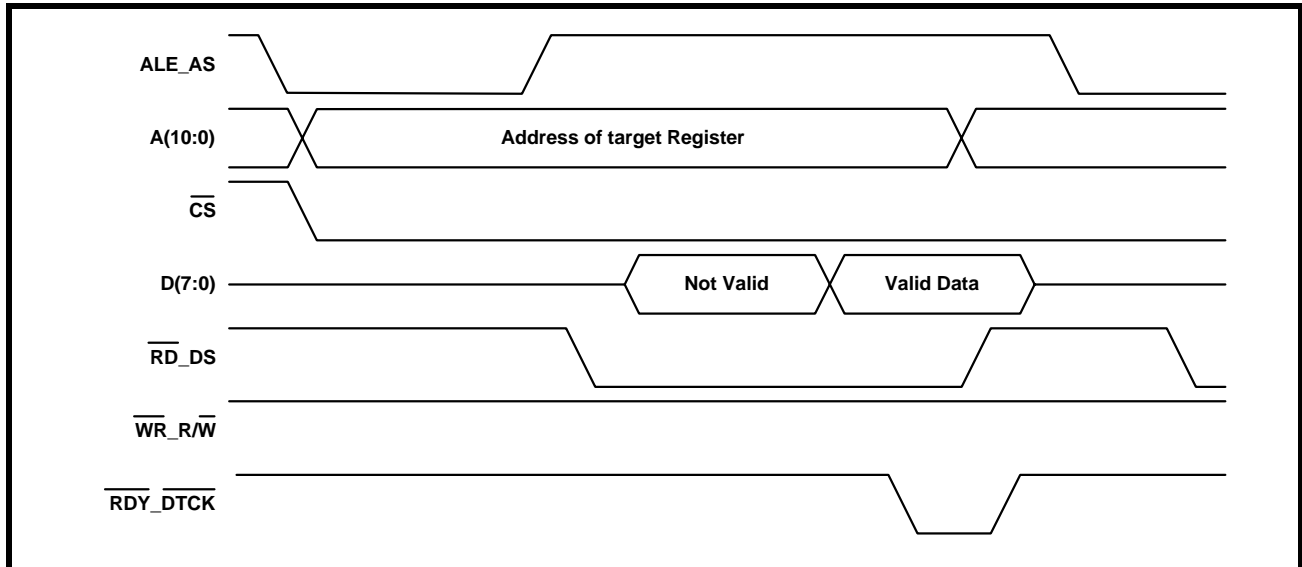 ALE_AS
A(10:0)
Address of target Register
CS
D(7:0)
Not Valid
Valid Data
RD_DS
WR_R/W
RDY_DTCK